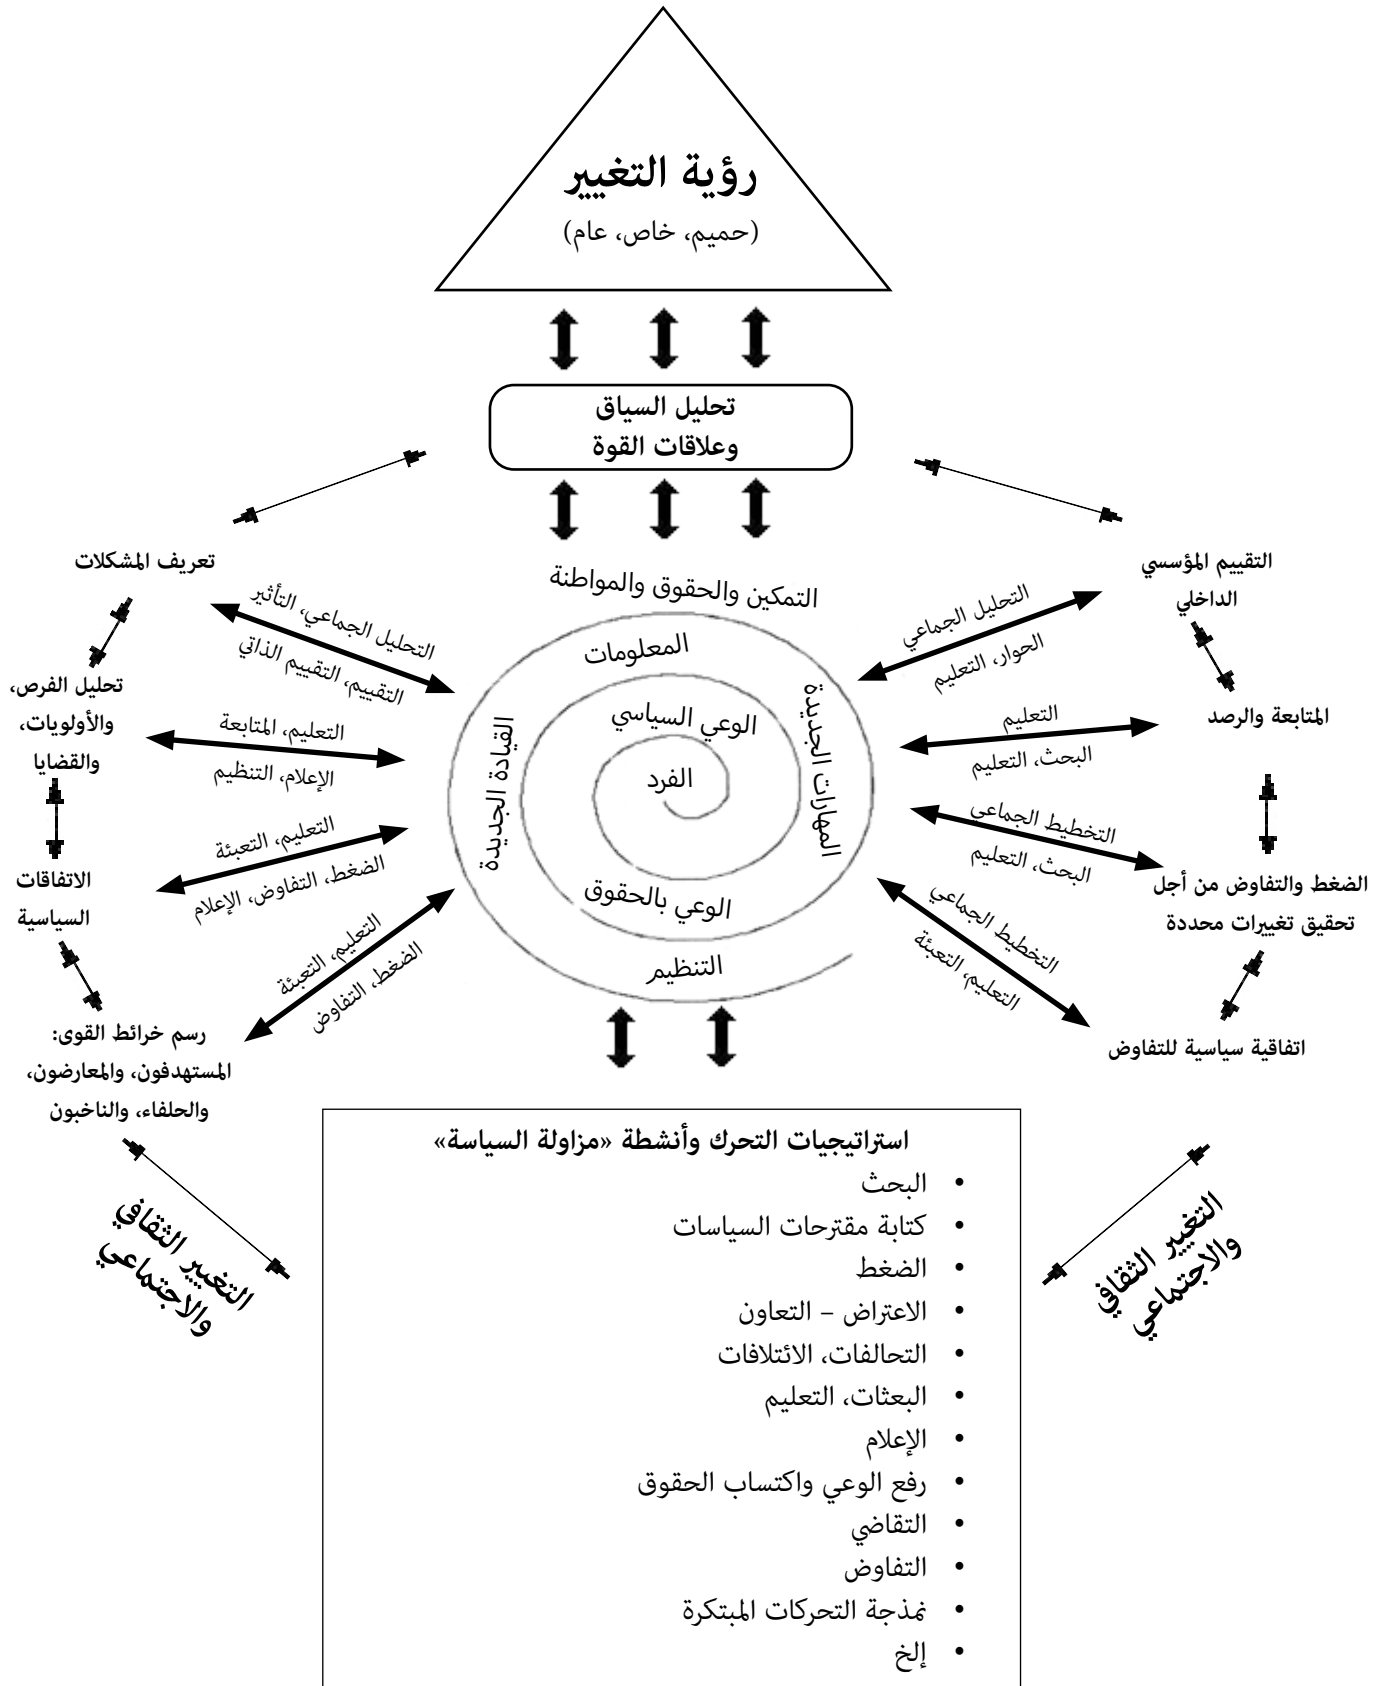 رؤية التغيير
(حميم، خاص، عام)
تحليل السياق
وعلاقات القوة
التقييم المؤسسي
الداخلي
المتابعة والرصد
الضغط والتفاوض من أجل
تحقيق تغييرات محددة
اتفاقية سياسية للتفاوض
التحليل الجماعي
الحوار، التعليم
التعليم
البحث، التعليم
التخطيط الجماعي
البحث، التعليم
التخطيط الجماعي
التعليم، التعبئة
التمكين والحقوق والمواطنة
المعلومات
المهارات الجديدة
الوعي السياسي
الفرد
القيادة الجديدة
الوعي بالحقوق
التنظيم
التحليل الجماعي، التأثير
التقييم، التقييم الذاتي
التعليم، المتابعة
الإعلام، التنظيم
التعليم، التعبئة
الضغط، التفاوض، الإعلام
التعليم، التعبئة
الضغط، التفاوض
تعريف المشكلات
تحليل الفرص،
والأولويات،
والقضايا
الاتفاقات
السياسية
رسم خرائط القوى:
المستهدفون، والمعارضون،
والحلفاء، والناخبون
التغيير الثقافي
والاجتماعي
التغيير الثقافي
والاجتماعي
استراتيجيات التحرك وأنشطة «مزاولة السياسة»
• البحث
• كتابة مقترحات السياسات
• الضغط
• الاعتراض – التعاون
• التحالفات، الائتلافات
• البعثات، التعليم
• الإعلام
• رفع الوعي واكتساب الحقوق
• التقاضي
• التفاوض
• نمذجة التحركات المبتكرة
• إلخ